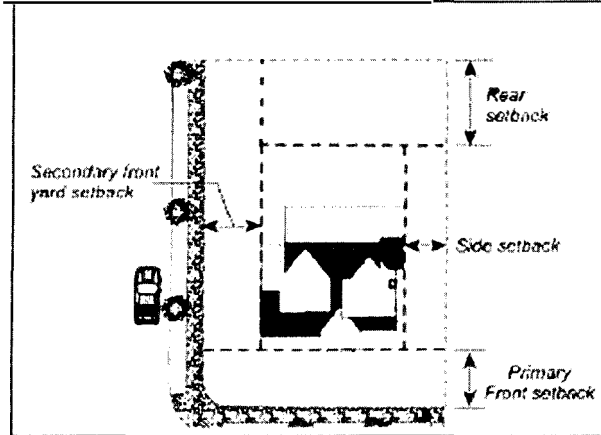 Rear
setback
Secondary front
yard setback
Side setback
Primary
Front setback